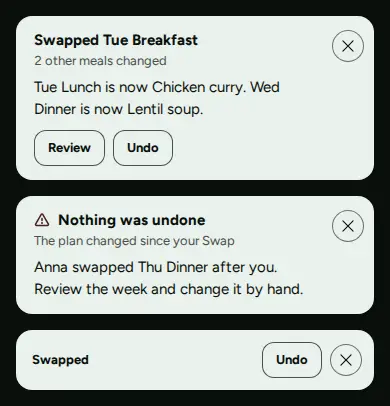 Swapped Tue Breakfast
2 other meals changed
Tue Lunch is now Chicken curry. Wed
Dinner is now Lentil soup.
Review Undo
Nothing was undone
The plan changed since your Swap
Anna swapped Thu Dinner after you.
Review the week and change it by hand.
Swapped Undo